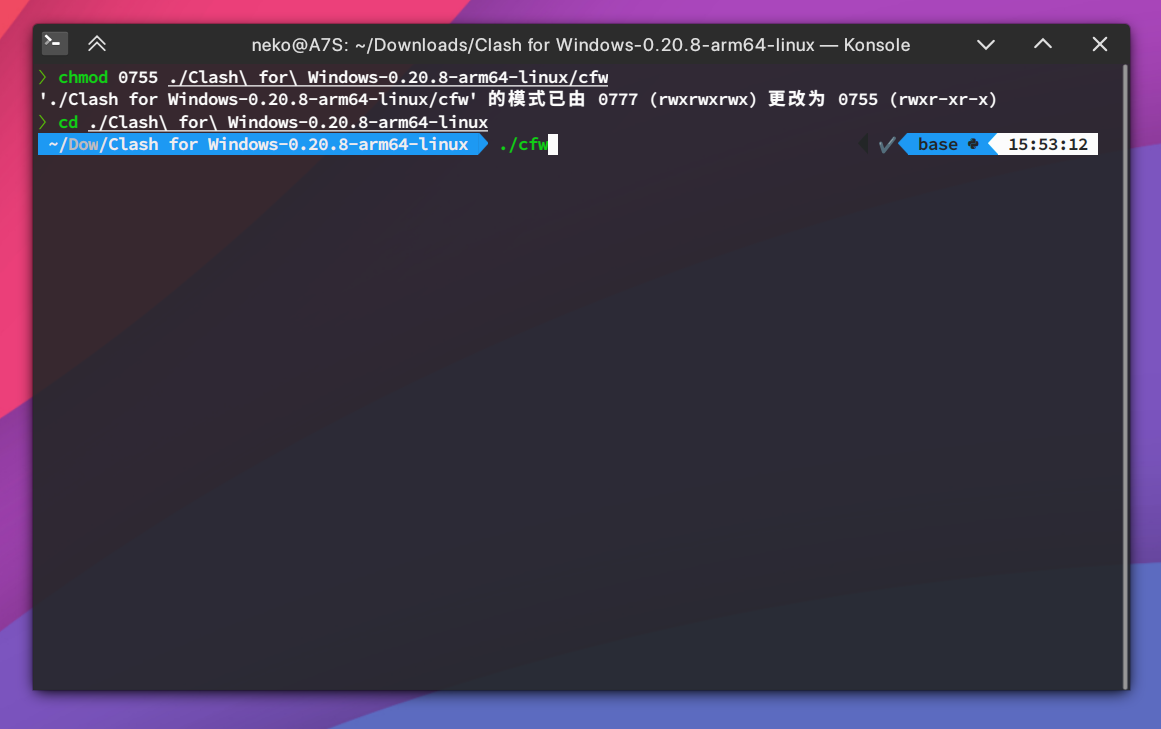 neko@A7S: ~/Downloads/Clash for Windows-0.20.8-arm64-linux — Konsole
❯ chmod 0755 ./Clash\ for\ Windows-0.20.8-arm64-linux/cfw
'./Clash for Windows-0.20.8-arm64-linux/cfw' 的模式已由 0777 (rwxrwxrwx) 更改为 0755 (rwxr-xr-x)
❯ cd ./Clash\ for\ Windows-0.20.8-arm64-linux
~/Dow/Clash for Windows-0.20.8-arm64-linux ./cfw ✔ base 15:53:12